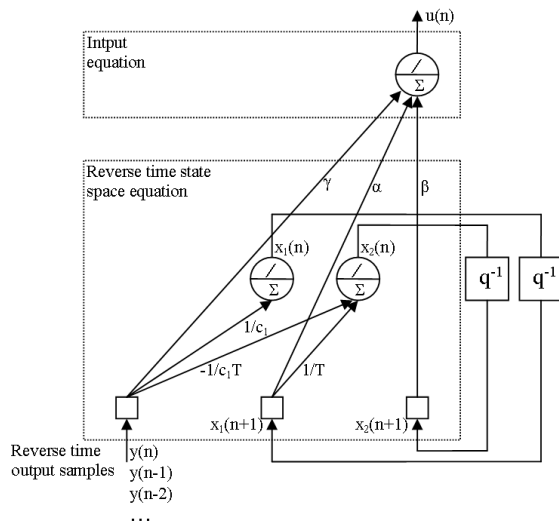 u(n)
Intput
equation
/
Σ
Reverse time state
space equation
γ
α
β
x₁(n)
x₂(n)
/
Σ
/
Σ
q⁻¹
q⁻¹
1/c₁
-1/c₁T
1/T
x₁(n+1)
x₂(n+1)
Reverse time
output samples
y(n)
y(n-1)
y(n-2)
...